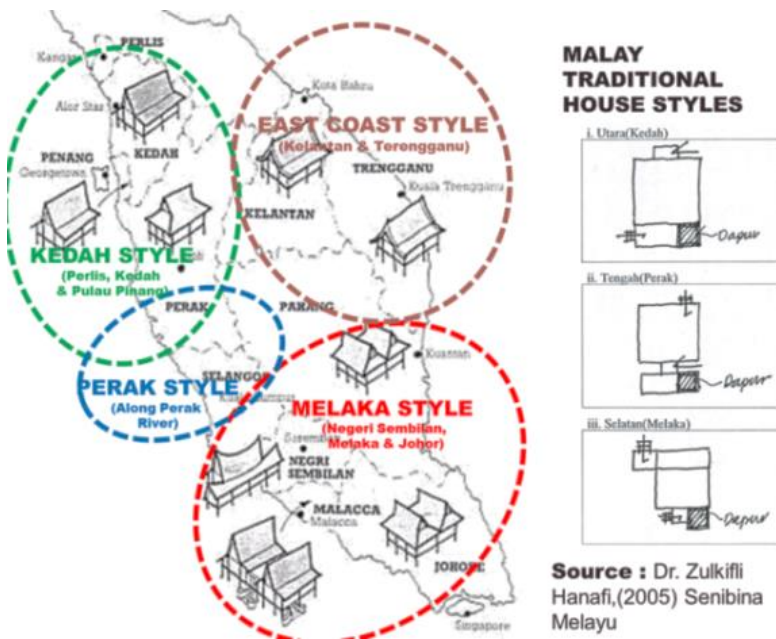 PERLIS
Kangar
Alor Star
KEDAH
PENANG
Georgetown
KEDAH STYLE
(Perlis, Kedah
& Pulau Pinang)
EAST COAST STYLE
(Kelantan & Terengganu)
Kota Bahru
TRENGGANU
Kuala Trengganu
KELANTAN
PERAK
PAHANG
Kuantan
SELANGOR
PERAK STYLE
(Along Perak
River)
MELAKA STYLE
(Negeri Sembilan,
Melaka & Johor)
Seremban
NEGRI
SEMBILAN
MALACCA
Malacca
JOHORE
Singapore
MALAY
TRADITIONAL
HOUSE STYLES
i. Utara(Kedah)
Dapur
ii. Tengah(Perak)
Dapur
iii. Selatan(Melaka)
Dapur
Source : Dr. Zulkifli
Hanafi,(2005) Senibina
Melayu